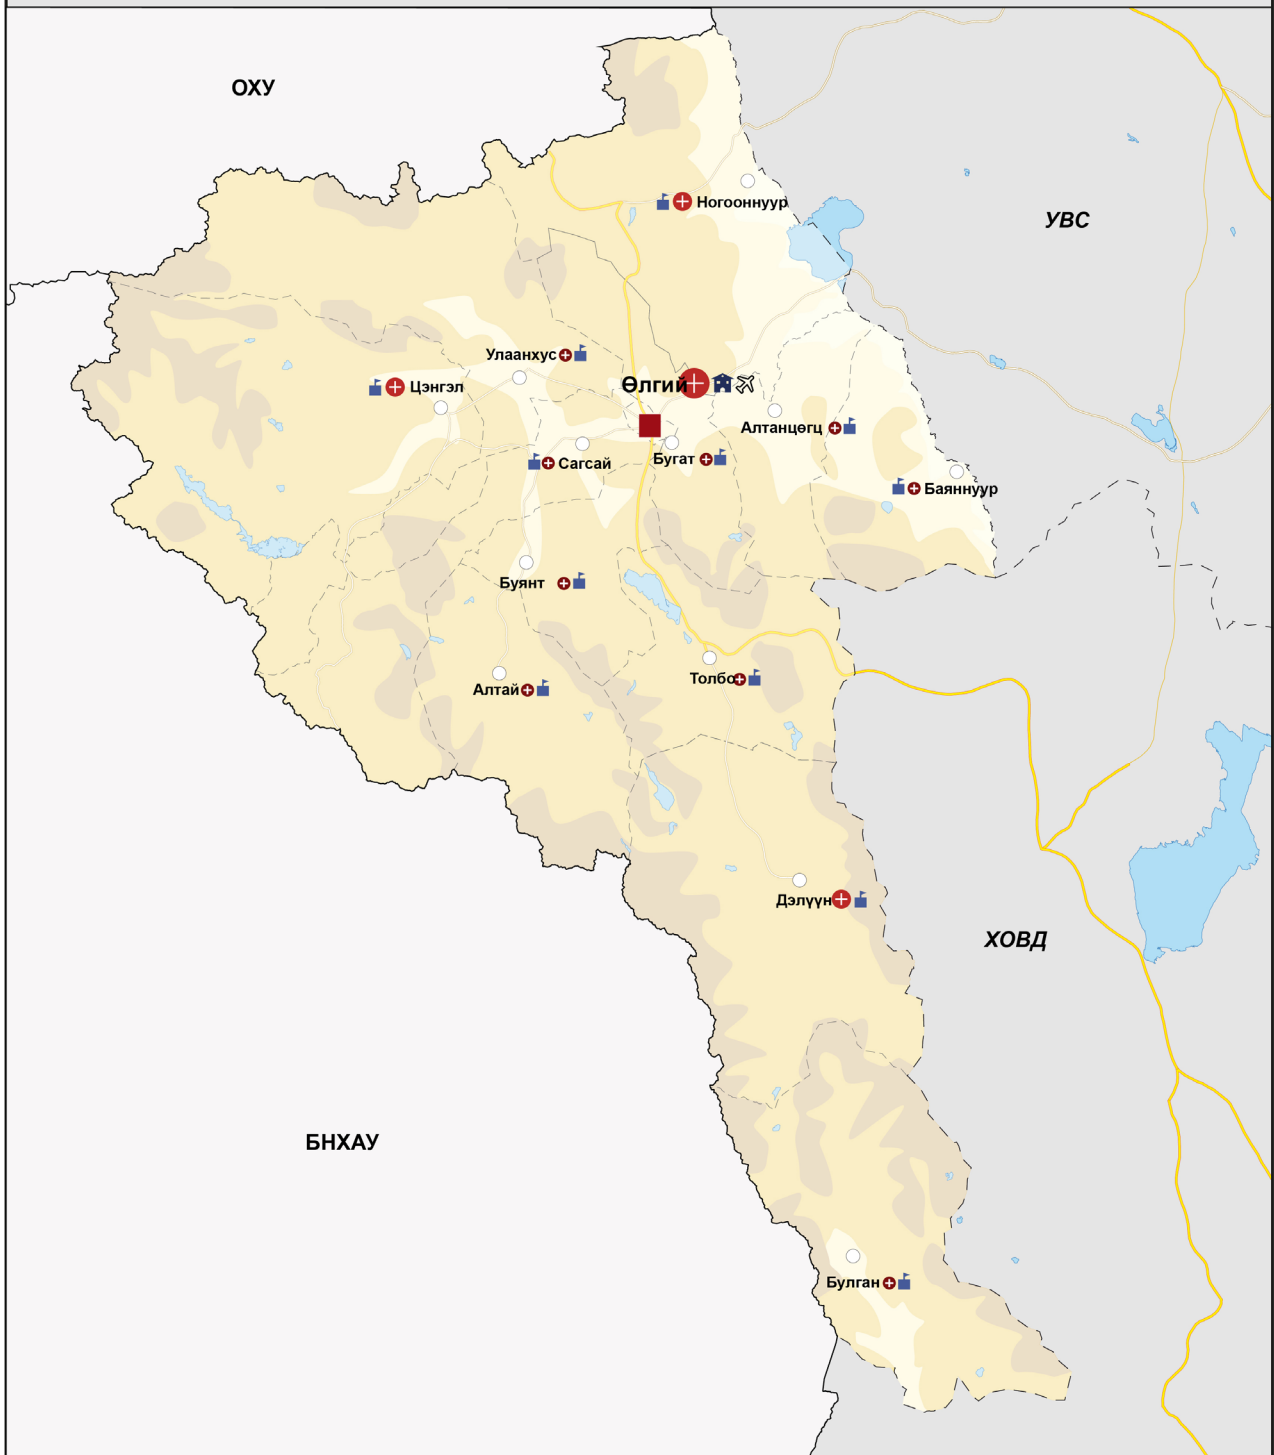 ОХУ
Ногооннуур
УВС
Улаанхус
Цэнгэл
Өлгий
Алтанцөгц
Бугат
Сагсай
Баяннуур
Буянт
Толбо
Алтай
Дэлүүн
ХОВД
БНХАУ
Булган